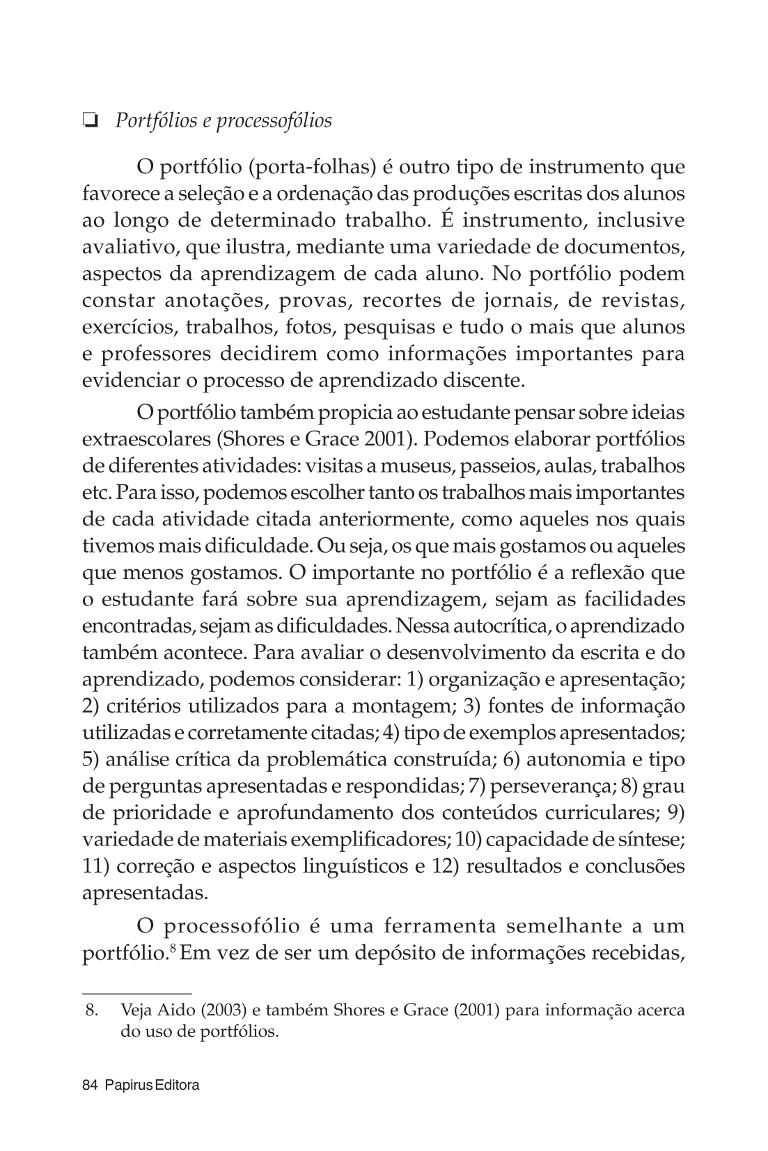 ❏ Portfólios e processofólios
O portfólio (porta-folhas) é outro tipo de instrumento que
favorece a seleção e a ordenação das produções escritas dos alunos
ao longo de determinado trabalho. É instrumento, inclusive
avaliativo, que ilustra, mediante uma variedade de documentos,
aspectos da aprendizagem de cada aluno. No portfólio podem
constar anotações, provas, recortes de jornais, de revistas,
exercícios, trabalhos, fotos, pesquisas e tudo o mais que alunos
e professores decidirem como informações importantes para
evidenciar o processo de aprendizado discente.
O portfólio também propicia ao estudante pensar sobre ideias
extraescolares (Shores e Grace 2001). Podemos elaborar portfólios
de diferentes atividades: visitas a museus, passeios, aulas, trabalhos
etc. Para isso, podemos escolher tanto os trabalhos mais importantes
de cada atividade citada anteriormente, como aqueles nos quais
tivemos mais dificuldade. Ou seja, os que mais gostamos ou aqueles
que menos gostamos. O importante no portfólio é a reflexão que
o estudante fará sobre sua aprendizagem, sejam as facilidades
encontradas, sejam as dificuldades. Nessa autocrítica, o aprendizado
também acontece. Para avaliar o desenvolvimento da escrita e do
aprendizado, podemos considerar: 1) organização e apresentação;
2) critérios utilizados para a montagem; 3) fontes de informação
utilizadas e corretamente citadas; 4) tipo de exemplos apresentados;
5) análise crítica da problemática construída; 6) autonomia e tipo
de perguntas apresentadas e respondidas; 7) perseverança; 8) grau
de prioridade e aprofundamento dos conteúdos curriculares; 9)
variedade de materiais exemplificadores; 10) capacidade de síntese;
11) correção e aspectos linguísticos e 12) resultados e conclusões
apresentadas.
O processofólio é uma ferramenta semelhante a um
portfólio.⁸ Em vez de ser um depósito de informações recebidas,
8. Veja Aido (2003) e também Shores e Grace (2001) para informação acerca
do uso de portfólios.
84 Papirus Editora